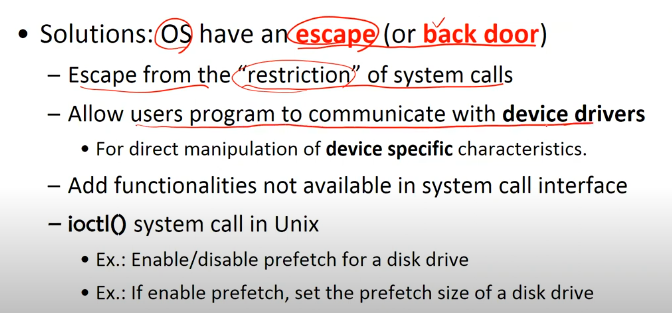 • Solutions: OS have an escape (or back door)
– Escape from the “restriction” of system calls
– Allow users program to communicate with device drivers
• For direct manipulation of device specific characteristics.
– Add functionalities not available in system call interface
– ioctl() system call in Unix
• Ex.: Enable/disable prefetch for a disk drive
• Ex.: If enable prefetch, set the prefetch size of a disk drive